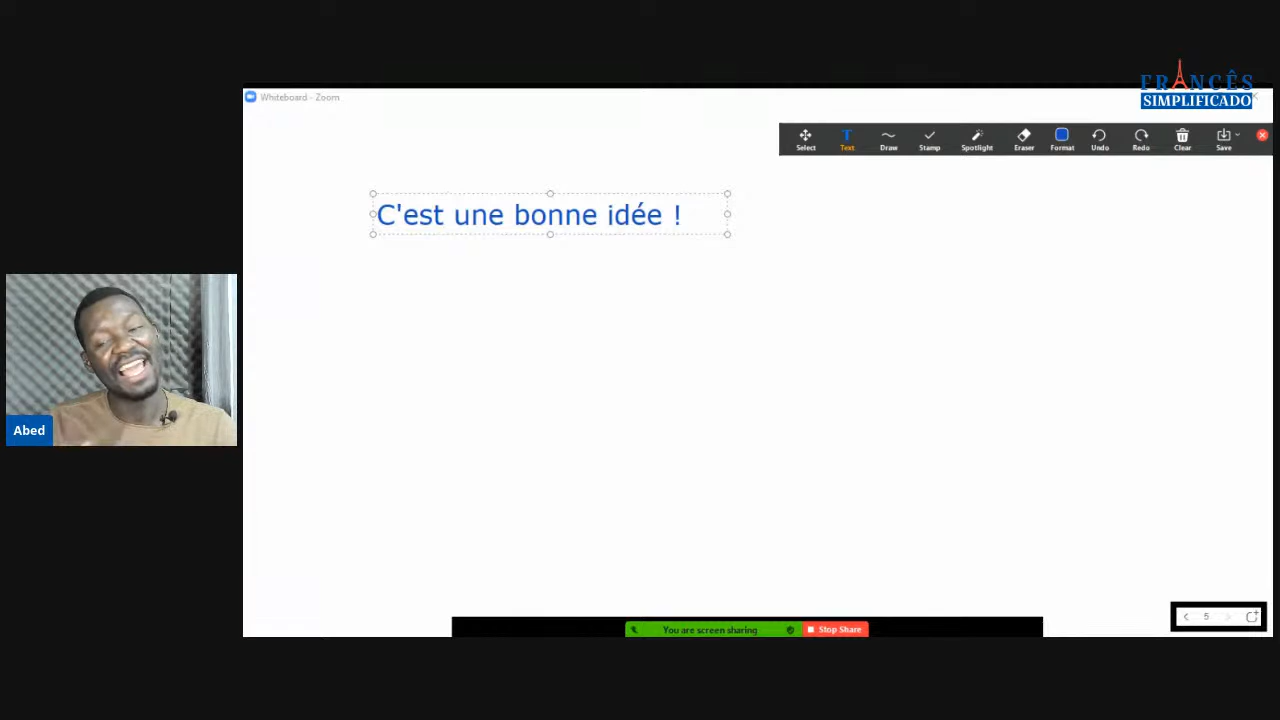 FRANCÊS
SIMPLIFICADO
Whiteboard - Zoom
Select
Text
Draw
Stamp
Spotlight
Eraser
Format
Undo
Redo
Clear
Save
C'est une bonne idée !
Abed
5
You are screen sharing
Stop Share